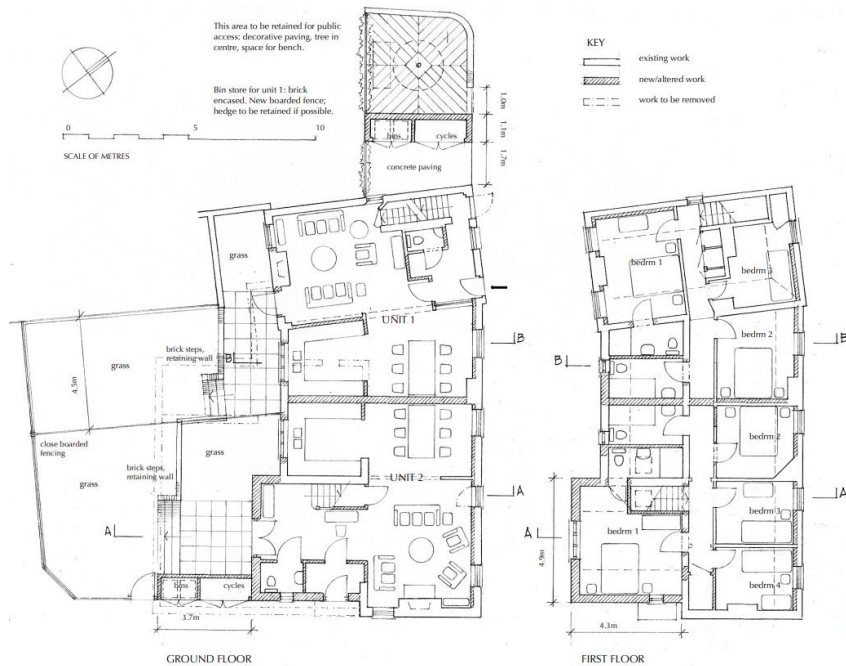 This area to be retained for public
access: decorative paving, tree in
centre, space for bench.
Bin store for unit 1: brick
encased. New boarded fence;
hedge to be retained if possible.
0
5
10
SCALE OF METRES
KEY
existing work
new/altered work
work to be removed
1.0m
1.1m
1.7m
bins
cycles
concrete paving
grass
UNIT 1
B
B
brick steps,
retaining wall
grass
4.5m
close boarded
fencing
grass
brick steps,
retaining wall
grass
UNIT 2
A
A
bins
cycles
3.7m
GROUND FLOOR
bedrm 1
bedrm 3
bedrm 2
B
B
bedrm 2
bedrm 3
bedrm 1
bedrm 4
A
A
4.9m
4.3m
FIRST FLOOR